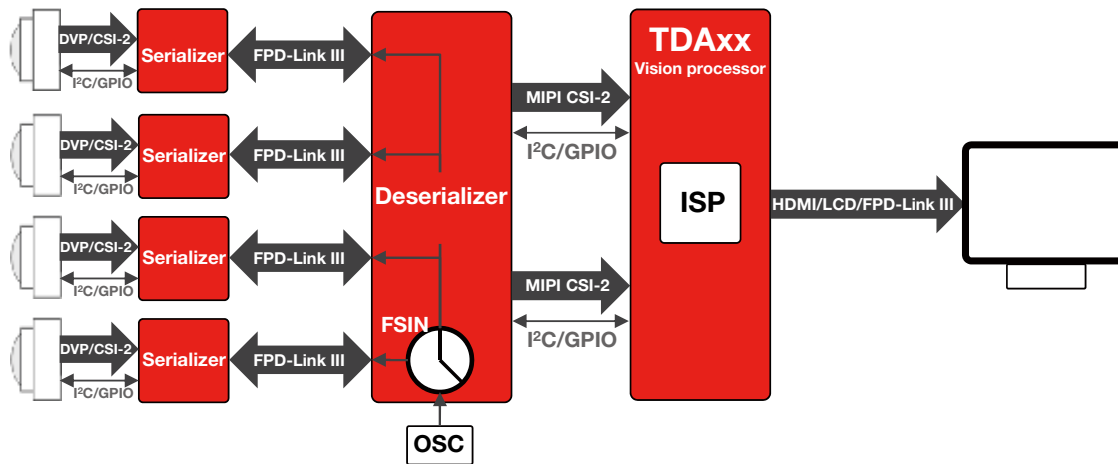 DVP/CSI-2
I²C/GPIO
Serializer
FPD-Link III
DVP/CSI-2
I²C/GPIO
Serializer
FPD-Link III
DVP/CSI-2
I²C/GPIO
Serializer
FPD-Link III
DVP/CSI-2
I²C/GPIO
Serializer
FPD-Link III
Deserializer
FSIN
OSC
MIPI CSI-2
I²C/GPIO
MIPI CSI-2
I²C/GPIO
TDAxx
Vision processor
ISP
HDMI/LCD/FPD-Link III